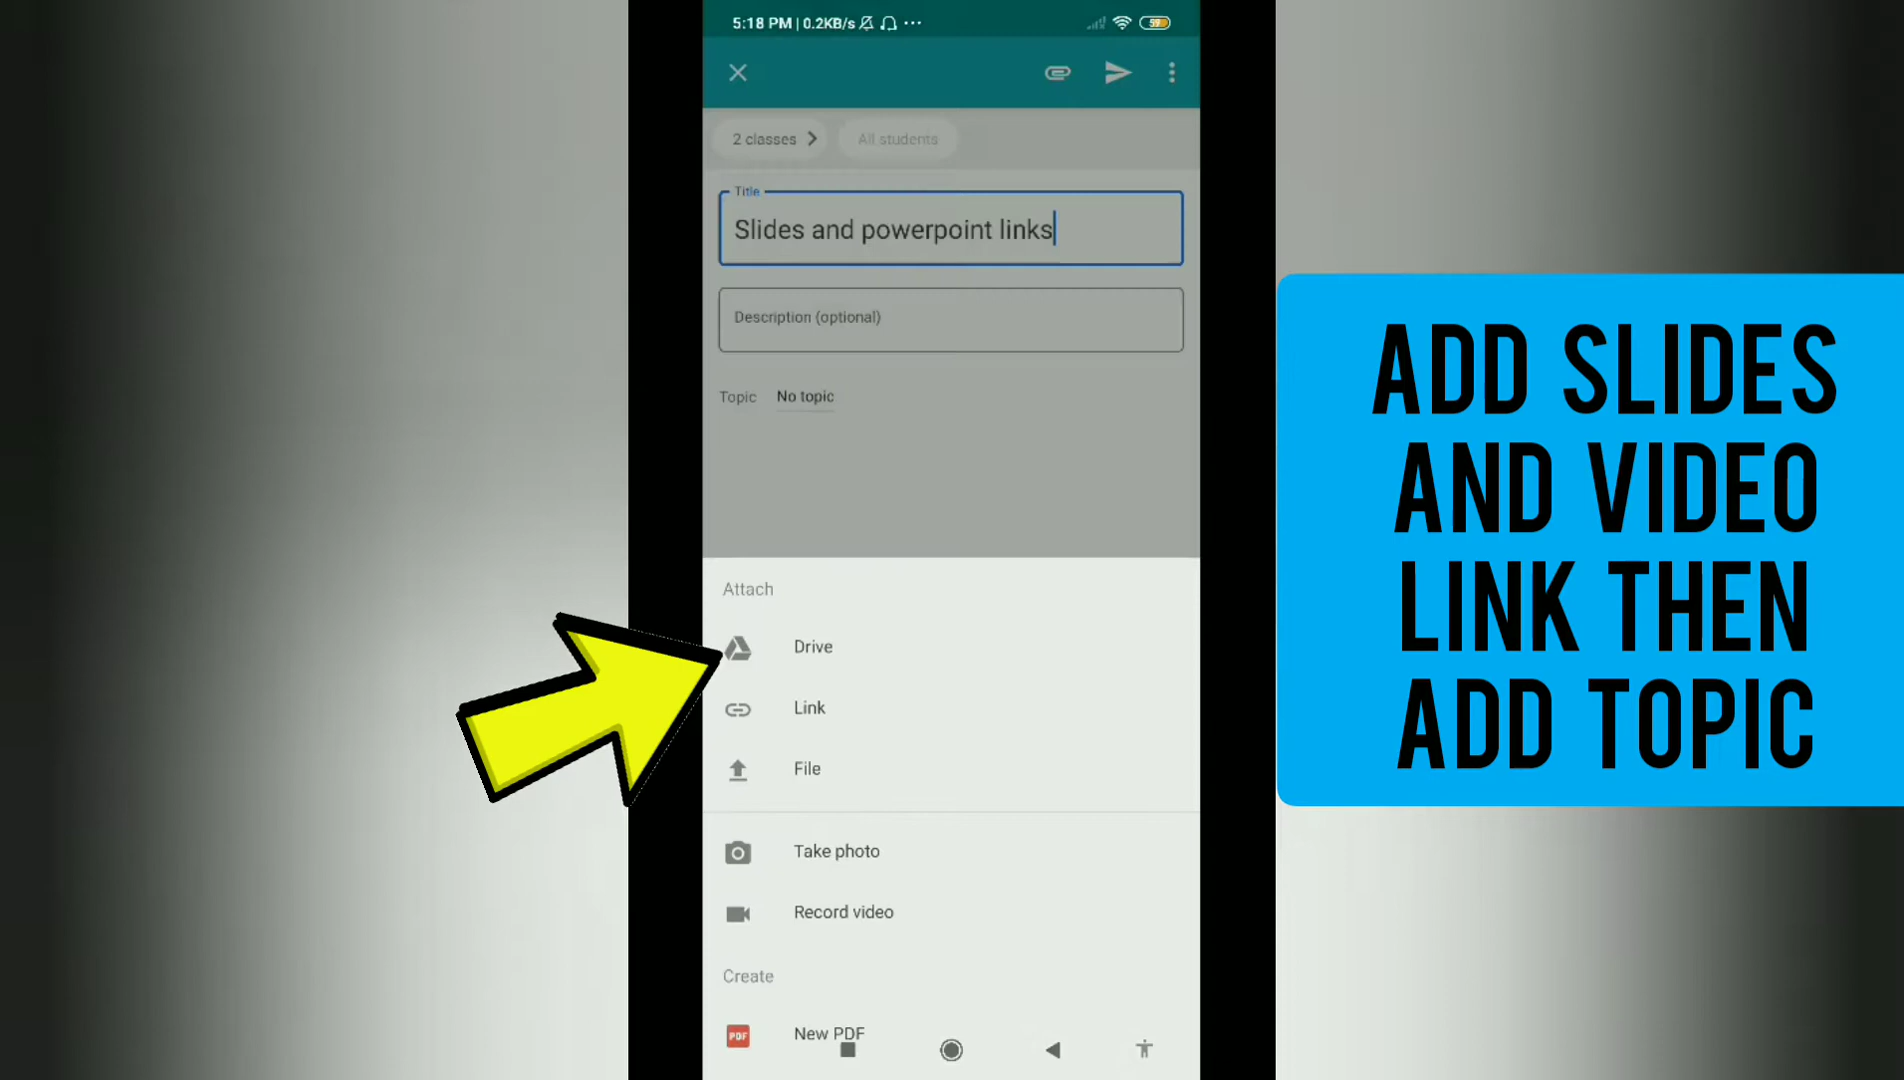 5:18 PM | 0.2KB/s ...
59
2 classes
All students
Title
Slides and powerpoint links
Description (optional)
Topic No topic
Attach
Drive
Link
File
Take photo
Record video
Create
PDF New PDF
ADD SLIDES
AND VIDEO
LINK THEN
ADD TOPIC